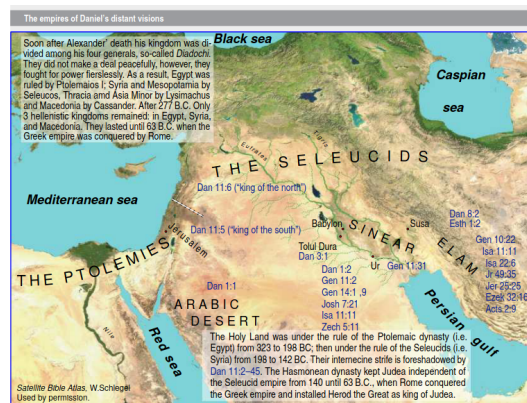 The empires of Daniel's distant visions
Soon after Alexander' death his kingdom was di-
vided among his four generals, so-called Diadochi.
They did not make a deal peacefully, however, they
fought for power fierslessly. As a result, Egypt was
ruled by Ptolemaios I; Syria and Mesopotamia by
Seleucos, Thracia amd Asia Minor by Lysimachus
and Macedonia by Cassander. After 277 B.C. Only
3 hellenistic kingdoms remained: in Egypt, Syria,
and Macedonia. They lasted until 63 B.C. when the
Greek empire was conquered by Rome.
Black sea
Caspian
sea
Eufrates
Tigris
THE SELEUCIDS
Mediterranean sea
Dan 11:6 ("king of the north")
Dan 11:5 ("king of the south")
Jerusalem
THE PTOLEMIES
Babylon
SINEAR
Susa
Dan 8:2
Esth 1:2
ELAM
Gen 10:22
Isa 11:11
Isa 22:6
Jr 49:35
Jer 25:25
Ezek 32:16
Acts 2:9
Tolul Dura
Dan 3:1
Ur
Gen 11:31
Dan 1:2
Gen 11:2
Gen 14:1 ,9
Josh 7:21
Isa 11:11
Zech 5:11
Dan 1:1
ARABIC
DESERT
Nile
Red sea
Persian gulf
The Holy Land was under the rule of the Ptolemaic dynasty (i.e.
Egypt) from 323 to 198 BC; then under the rule of the Seleucids (i.e.
Syria) from 198 to 142 BC. Their internecine strife is foreshadowed by
Dan 11:2–45. The Hasmonean dynasty kept Judea independent of
the Seleucid empire from 140 until 63 B.C., when Rome conquered
the Greek empire and installed Herod the Great as king of Judea.
Satellite Bible Atlas, W.Schlegel
Used by permission.